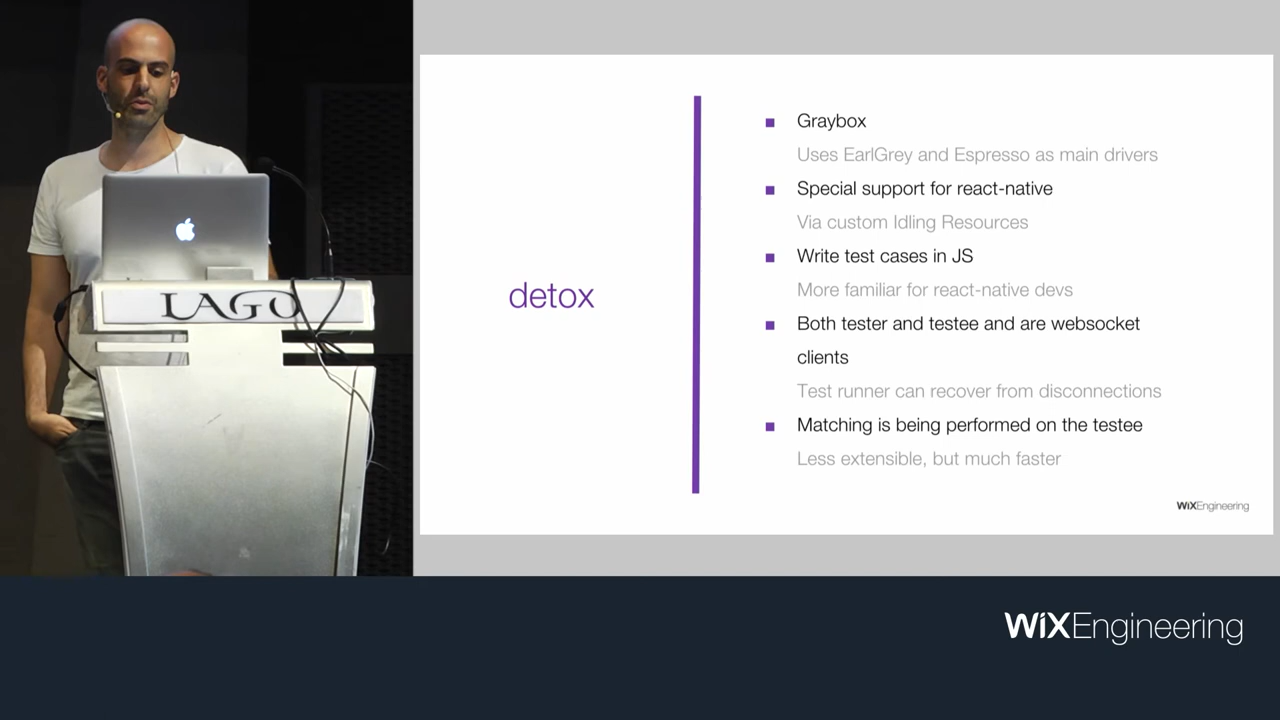 LAGO
detox
Graybox
Uses EarlGrey and Espresso as main drivers
Special support for react-native
Via custom Idling Resources
Write test cases in JS
More familiar for react-native devs
Both tester and testee and are websocket
clients
Test runner can recover from disconnections
Matching is being performed on the testee
Less extensible, but much faster
WiXEngineering
WiXEngineering